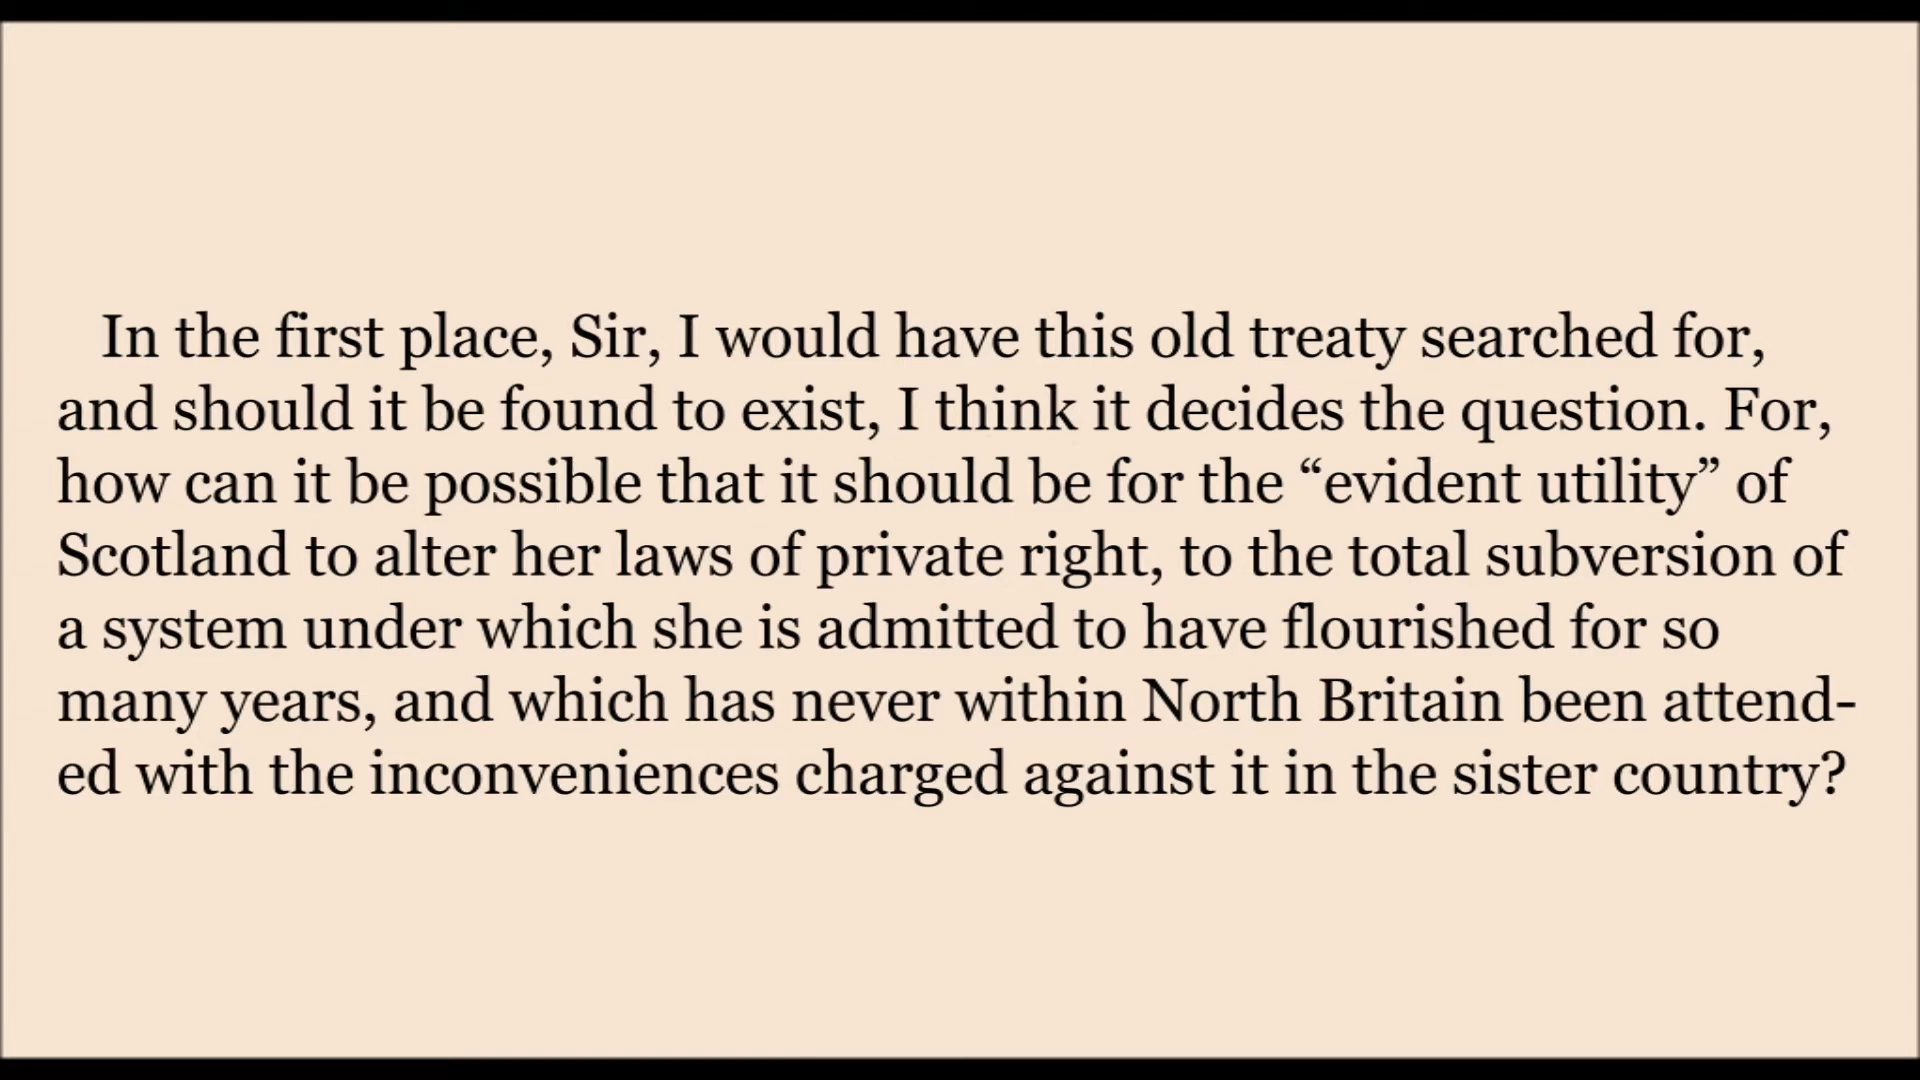 In the first place, Sir, I would have this old treaty searched for,
and should it be found to exist, I think it decides the question. For,
how can it be possible that it should be for the “evident utility” of
Scotland to alter her laws of private right, to the total subversion of
a system under which she is admitted to have flourished for so
many years, and which has never within North Britain been attend-
ed with the inconveniences charged against it in the sister country?